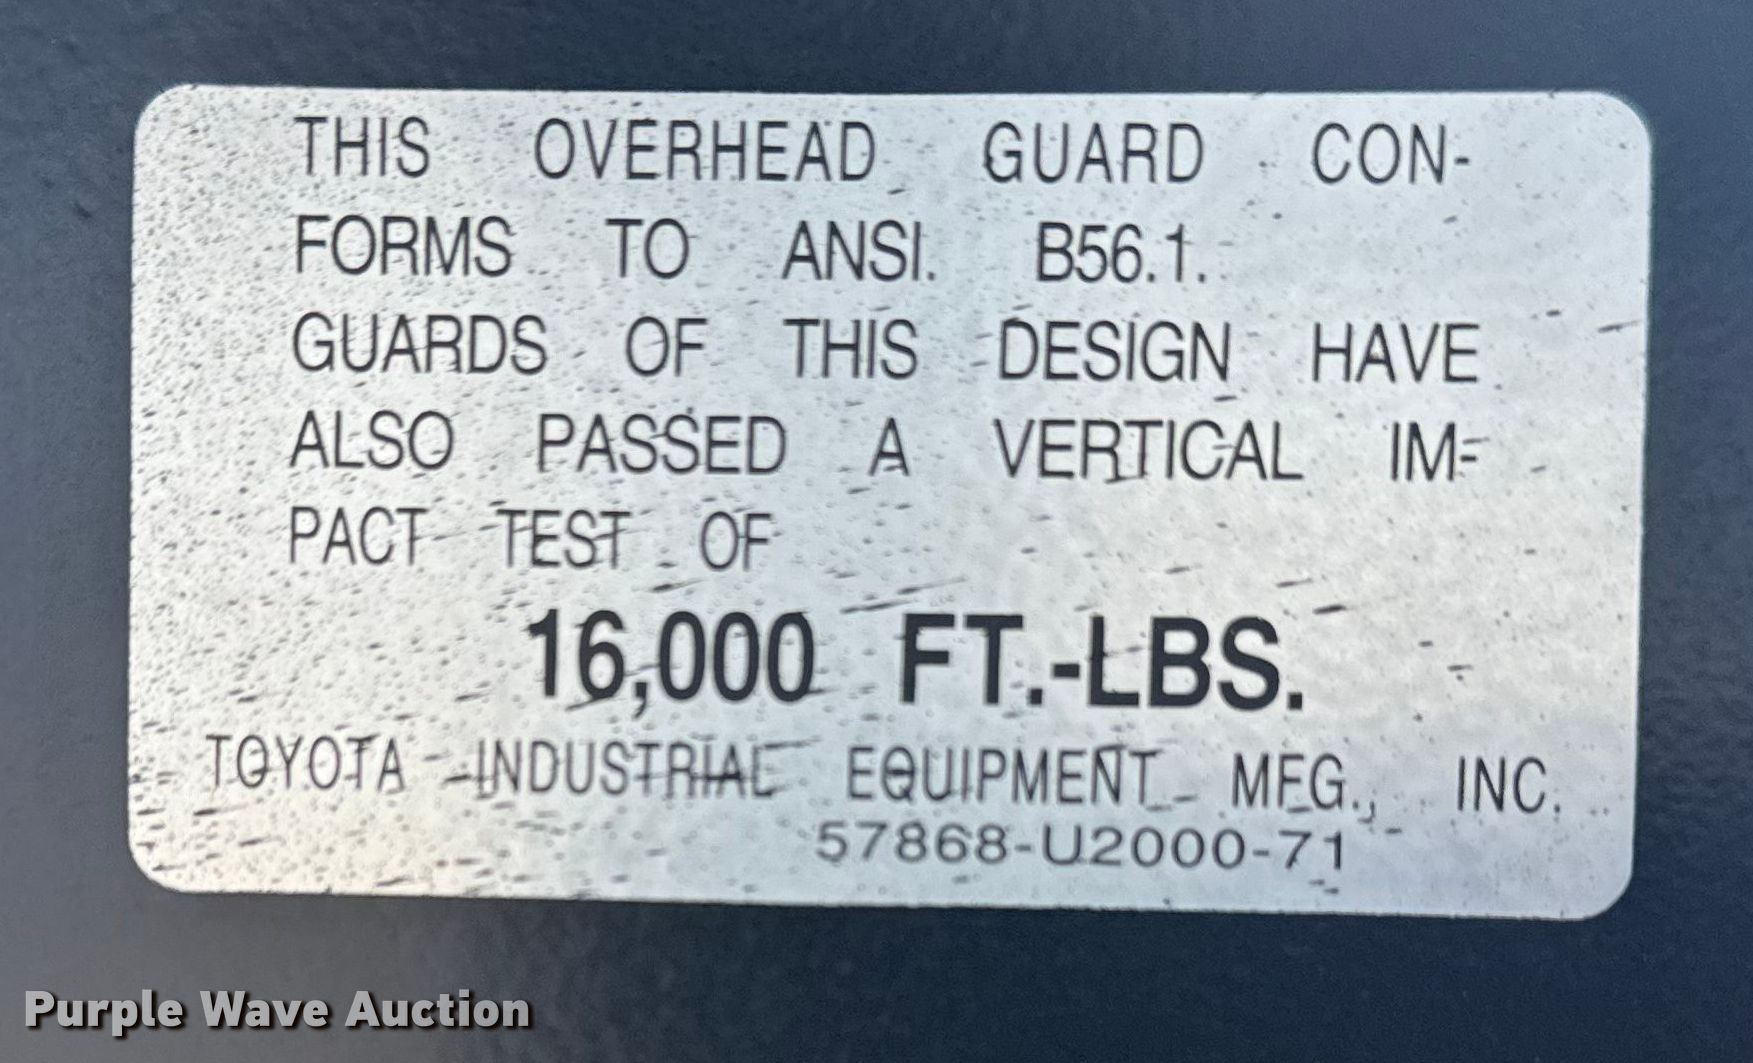 THIS OVERHEAD GUARD CON-
FORMS TO ANSI. B56.1.
GUARDS OF THIS DESIGN HAVE
ALSO PASSED A VERTICAL IM-
PACT TEST OF
16,000 FT.-LBS.
TOYOTA INDUSTRIAL EQUIPMENT MFG., INC.
57868-U2000-71
Purple Wave Auction